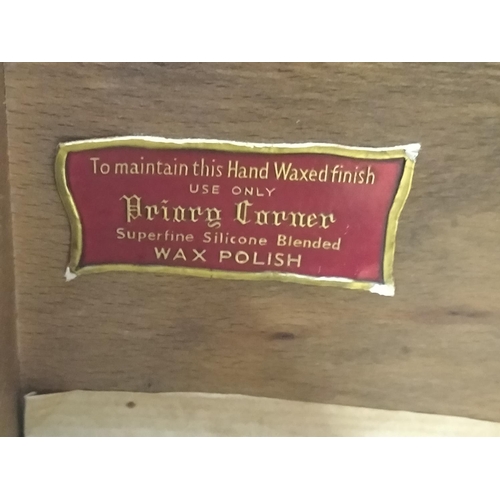 To maintain this Hand Waxed finish
USE ONLY
Priory Corner
Superfine Silicone Blended
WAX POLISH